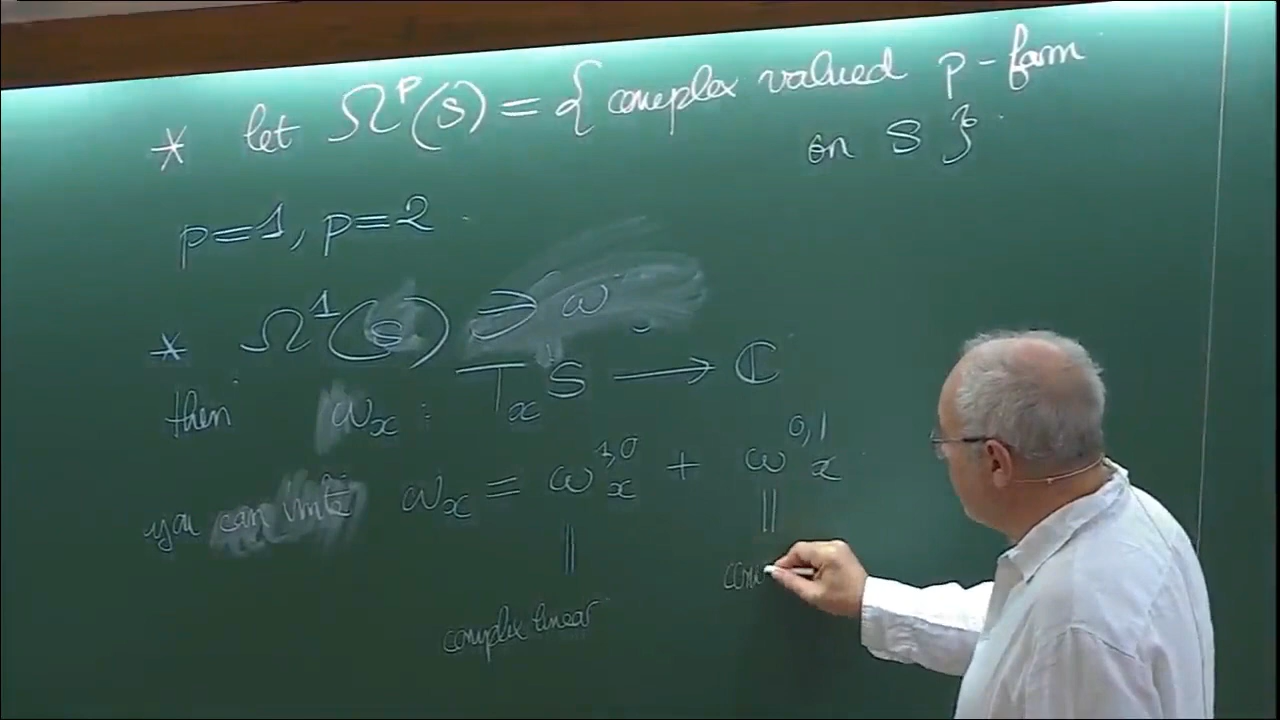 * let Ω^p(S) = { complex valued p-form
on S }.
p=1, p=2.
* Ω^1(S) ∋ ω
then ω_x : T_x S ⟶ ℂ
you can write ω_x = ω_x^{1,0} + ω_x^{0,1}
|| ||
complex linear com